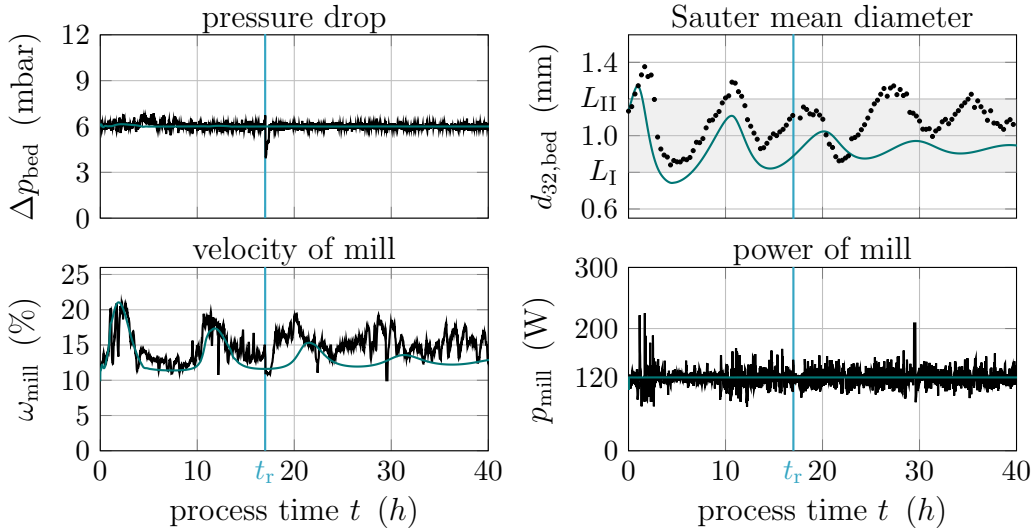 pressure drop
12
9
6
3
0
Δp_bed (mbar)
Sauter mean diameter
1.4
L_II
1.0
L_I
0.6
d_32,bed (mm)
velocity of mill
25
20
15
10
5
0
ω_mill (%)
0 10 t_r 20 30 40
process time t (h)
power of mill
300
200
120
0
p_mill (W)
0 10 t_r 20 30 40
process time t (h)